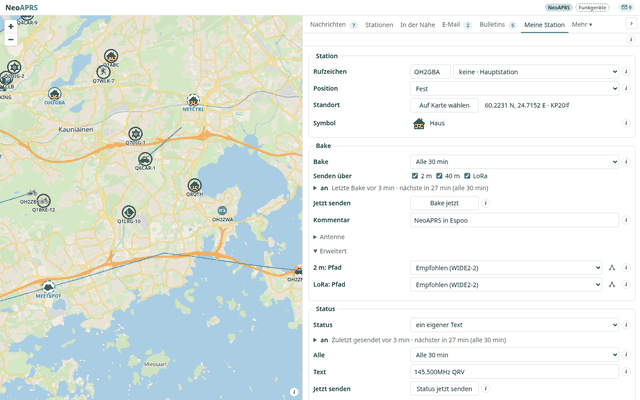 NeoAPRS
NeoAPRS
Funkgeräte
9
Nachrichten 7
Stationen
In der Nähe
E-Mail 2
Bulletins 5
Meine Station
Mehr ▾
Station
Rufzeichen
OH2GBA
keine · Hauptstation
Position
Fest
Standort
Auf Karte wählen
60.2231 N, 24.7152 E · KP20if
Symbol
Haus
Bake
Bake
Alle 30 min
Senden über
2 m
40 m
LoRa
▸ an Letzte Bake vor 3 min · nächste in 27 min (alle 30 min)
Jetzt senden
Bake jetzt
Kommentar
NeoAPRS in Espoo
▸ Antenne
▾ Erweitert
2 m: Pfad
Empfohlen (WIDE2-2)
LoRa: Pfad
Empfohlen (WIDE2-2)
Status
Status
ein eigener Text
▸ an Zuletzt gesendet vor 3 min · nächster in 27 min (alle 30 min)
Alle
Alle 30 min
Text
145.500MHz QRV
Jetzt senden
Status jetzt senden
+
−
Q7WLK-7
OH2GBA
Kauniainen
Q6CAR-1
OH2ZWA
MEETSPOT
Miessaari